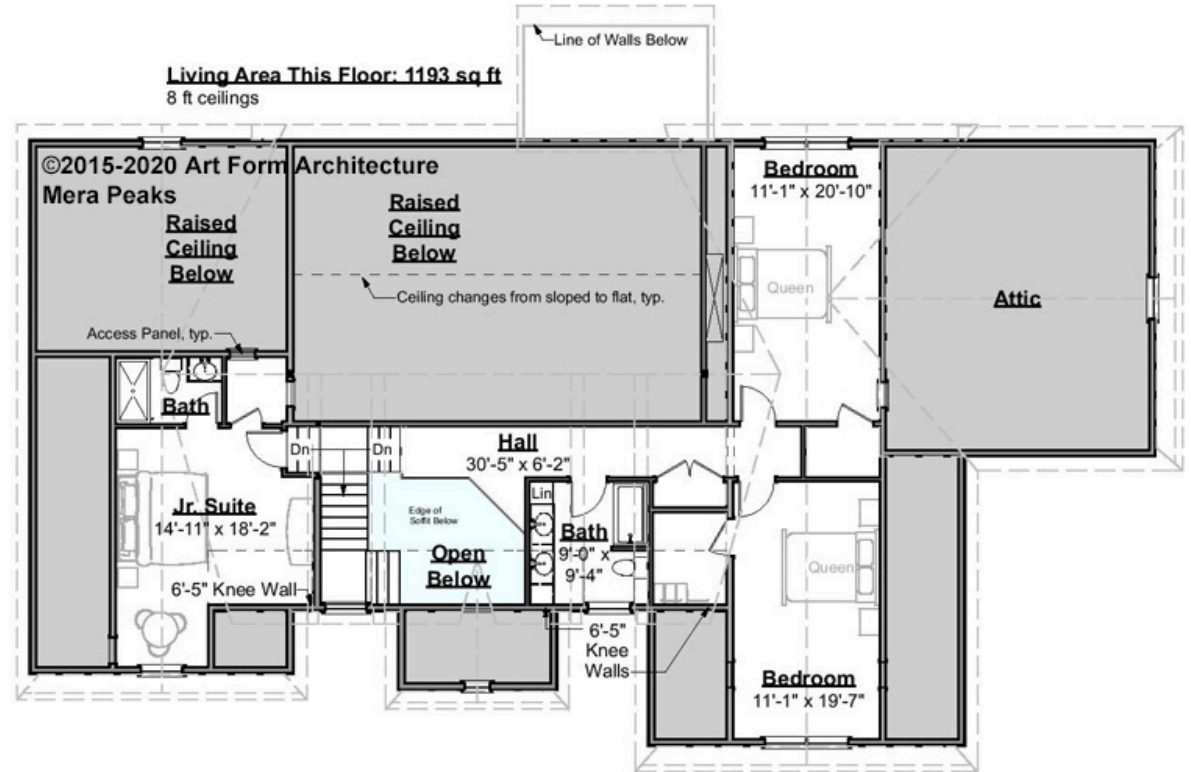 Line of Walls Below
Living Area This Floor: 1193 sq ft
8 ft ceilings
©2015-2020 Art Form Architecture
Mera Peaks
Raised
Ceiling
Below
Raised
Ceiling
Below
Bedroom
11'-1" x 20'-10"
Ceiling changes from sloped to flat, typ.
Queen
Attic
Access Panel, typ.
Bath
Hall
30'-5" x 6'-2"
Dn
Dn
Jr. Suite
14'-11" x 18'-2"
Edge of
Soffit Below
Lin
Bath
9'-0" x
9'-4"
Open
Below
Queen
6'-5" Knee Wall
6'-5"
Knee
Walls
Bedroom
11'-1" x 19'-7"